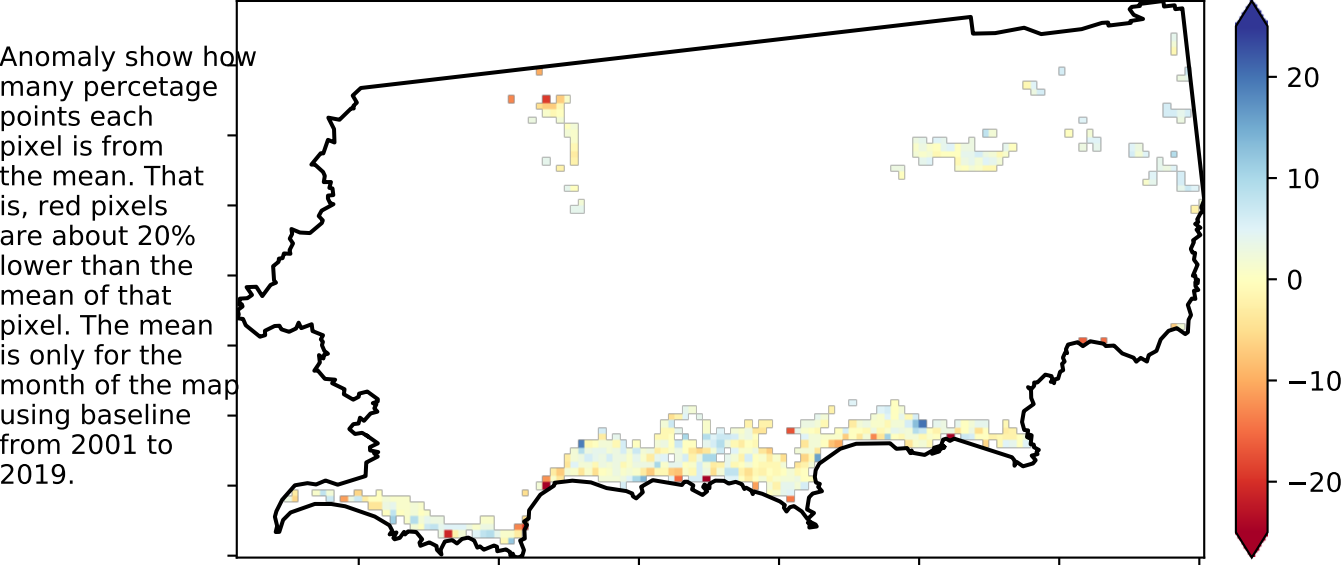 Anomaly show how
many percetage
points each
pixel is from
the mean. That
is, red pixels
are about 20%
lower than the
mean of that
pixel. The mean
is only for the
month of the map
using baseline
from 2001 to
2019.
20
10
0
−10
−20